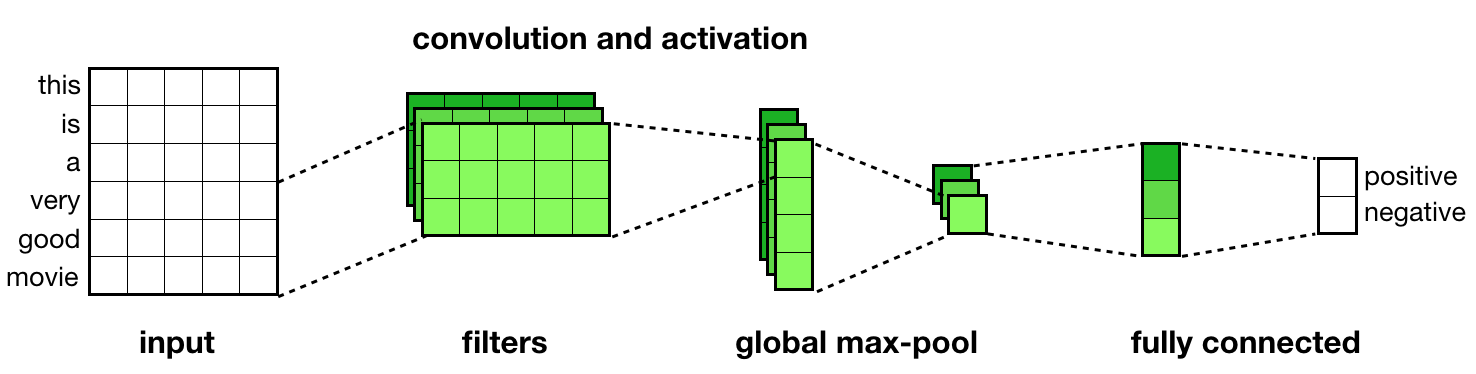 convolution and activation
this
is
a
very
good
movie
positive
negative
input
filters
global max-pool
fully connected